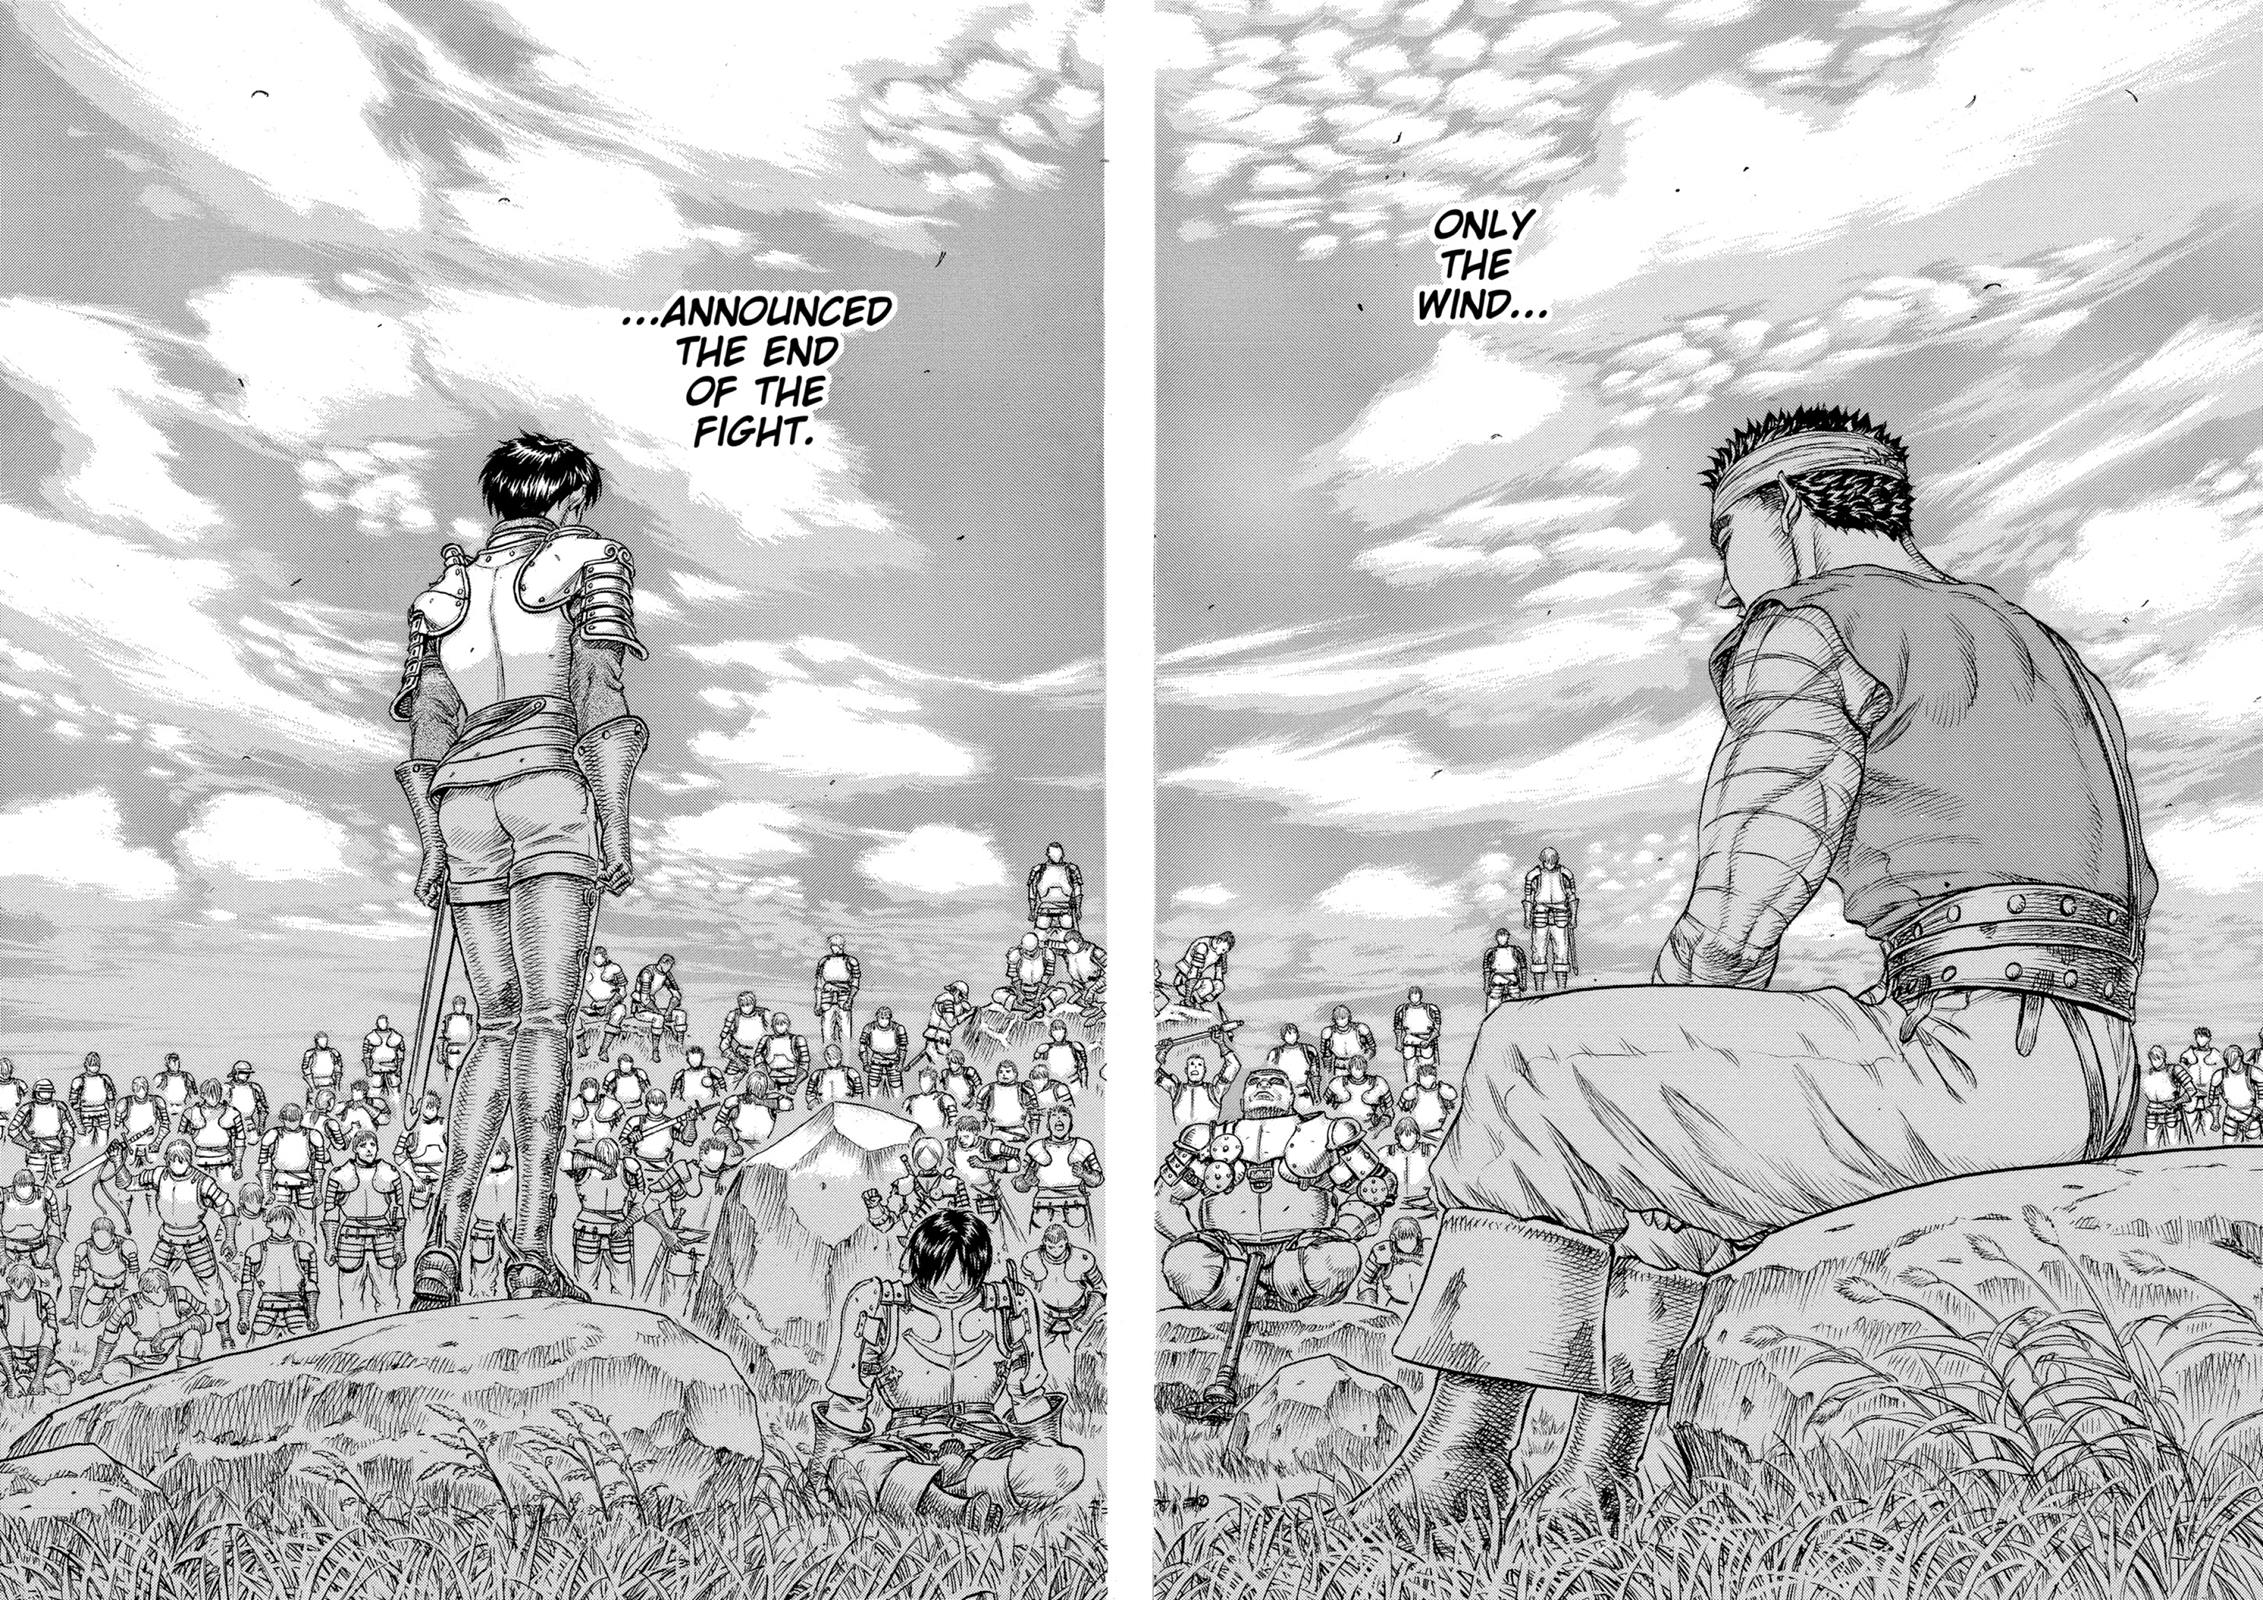 ONLY
THE
WIND...
...ANNOUNCED
THE END
OF THE
FIGHT.